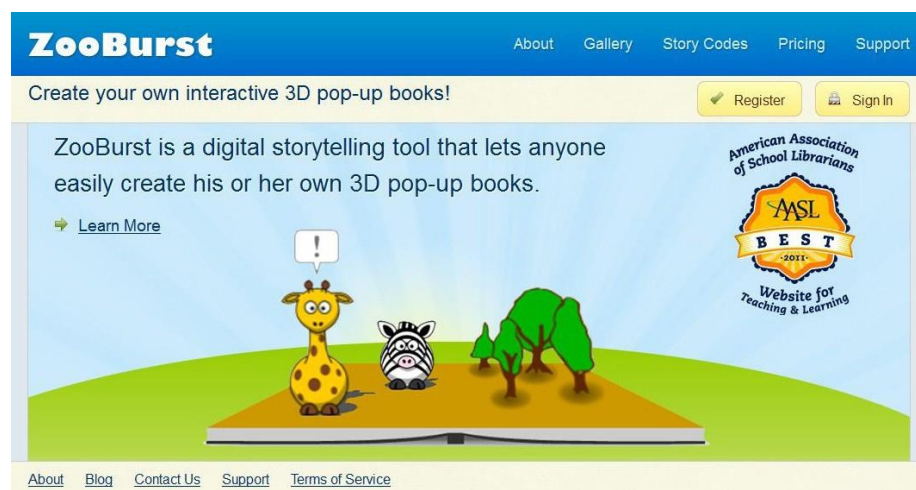 ZooBurst
About Gallery Story Codes Pricing Support
Create your own interactive 3D pop-up books!
Register Sign In
ZooBurst is a digital storytelling tool that lets anyone
easily create his or her own 3D pop-up books.
Learn More
!
American Association
of School Librarians
AASL
BEST
·2011·
Website for
Teaching & Learning
About Blog Contact Us Support Terms of Service